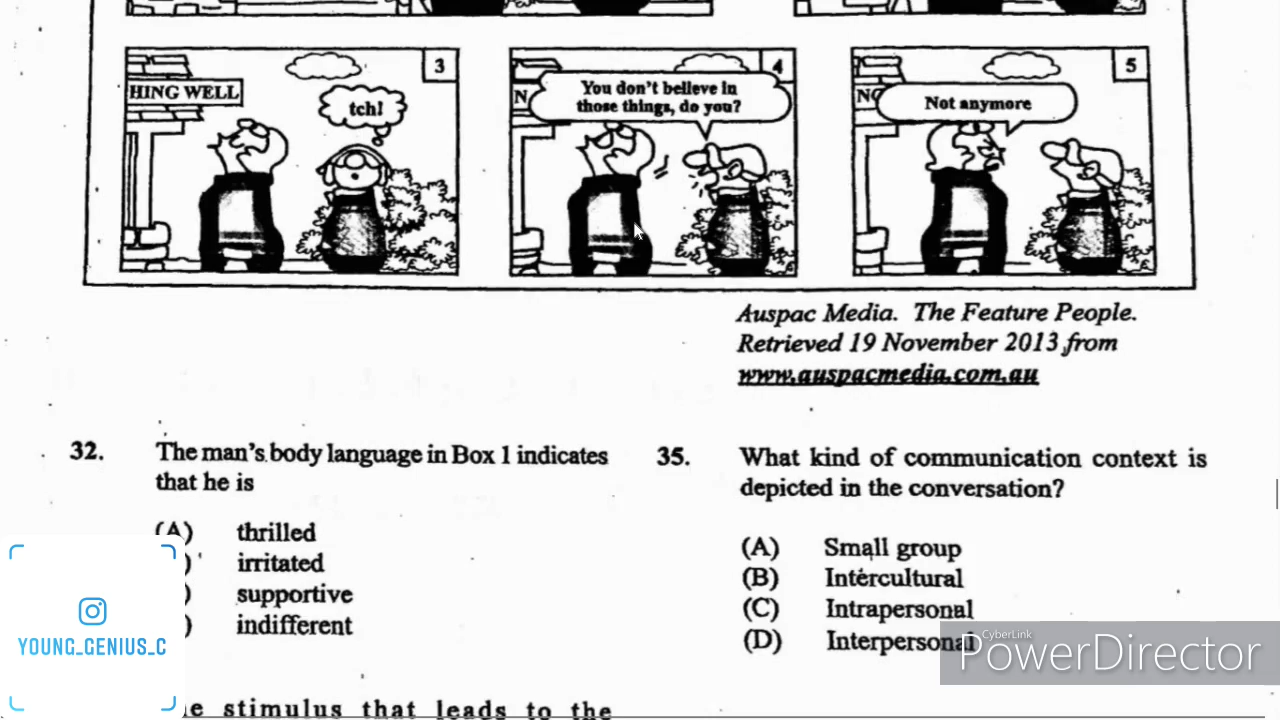 3
HING WELL
tch!
4
You don't believe in
those things, do you?
N
5
Not anymore
Auspac Media. The Feature People.
Retrieved 19 November 2013 from
www.auspacmedia.com.au
32. The man's body language in Box 1 indicates
that he is
(A) thrilled
) irritated
) supportive
) indifferent
e stimulus that leads to the
35. What kind of communication context is
depicted in the conversation?
(A) Small group
(B) Intercultural
(C) Intrapersonal
(D) Interpersonal
YOUNG_GENIUS_C
CyberLink
PowerDirector